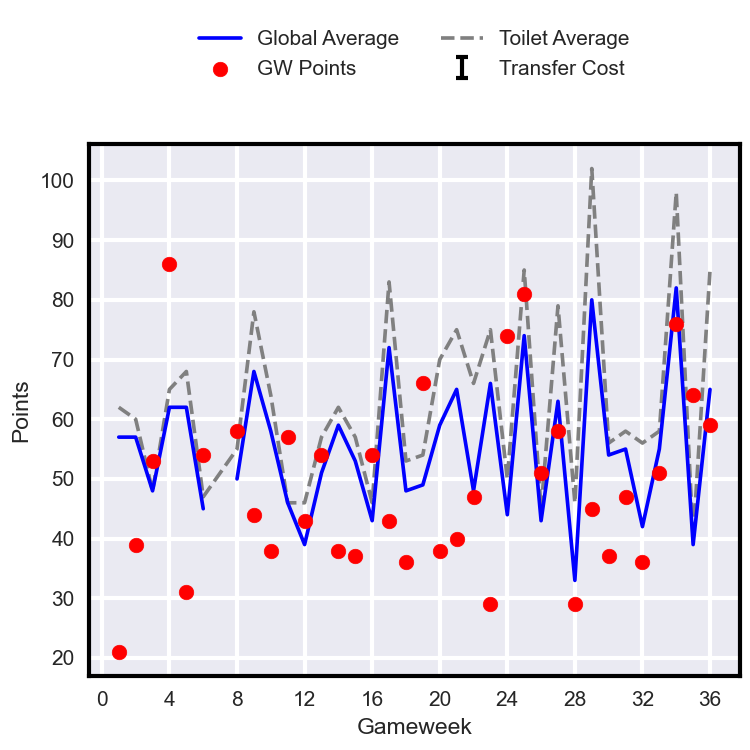 Global Average
Toilet Average
GW Points
Transfer Cost
100
90
80
70
60
50
40
30
20
Points
0 4 8 12 16 20 24 28 32 36
Gameweek